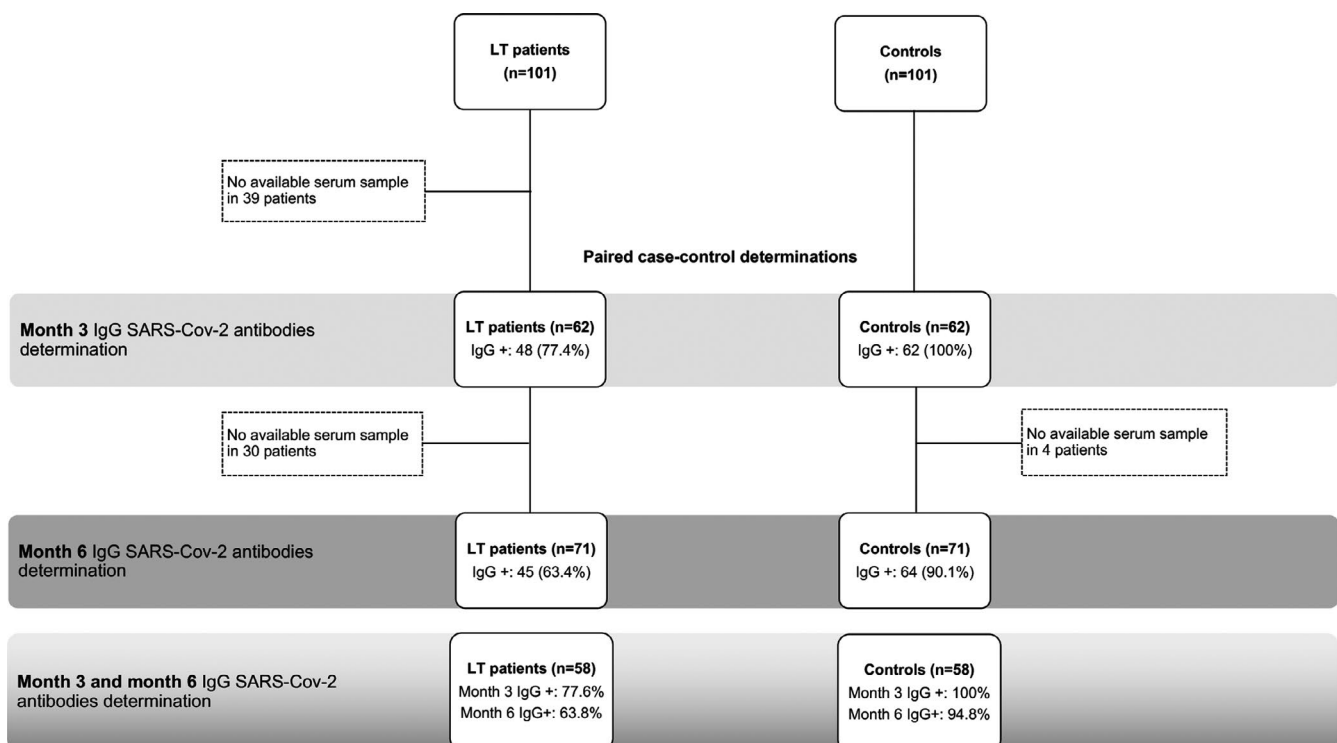 LT patients
(n=101)
Controls
(n=101)
No available serum sample
in 39 patients
Paired case-control determinations
Month 3 IgG SARS-Cov-2 antibodies
determination
LT patients (n=62)
IgG +: 48 (77.4%)
Controls (n=62)
IgG +: 62 (100%)
No available serum sample
in 30 patients
No available serum sample
in 4 patients
Month 6 IgG SARS-Cov-2 antibodies
determination
LT patients (n=71)
IgG +: 45 (63.4%)
Controls (n=71)
IgG +: 64 (90.1%)
Month 3 and month 6 IgG SARS-Cov-2
antibodies determination
LT patients (n=58)
Month 3 IgG +: 77.6%
Month 6 IgG+: 63.8%
Controls (n=58)
Month 3 IgG +: 100%
Month 6 IgG+: 94.8%